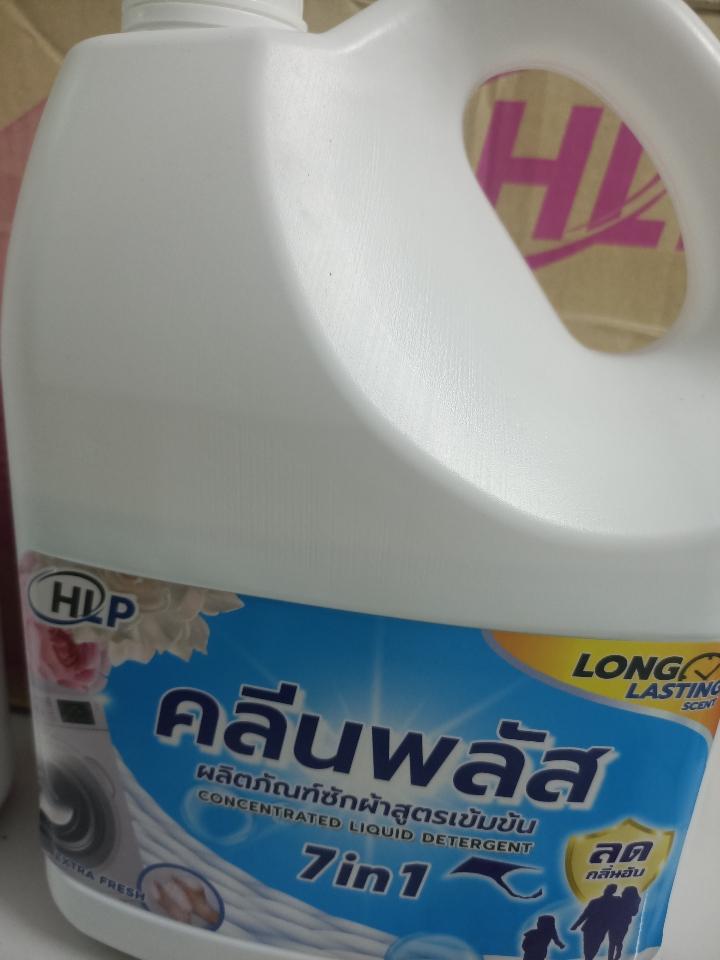 HL
HLP
LONG
LASTING
SCENT
คลีนพลัส
ผลิตภัณฑ์ซักผ้าสูตรเข้มข้น
CONCENTRATED LIQUID DETERGENT
7in1
ลด
กลิ่นอับ
EXTRA FRESH